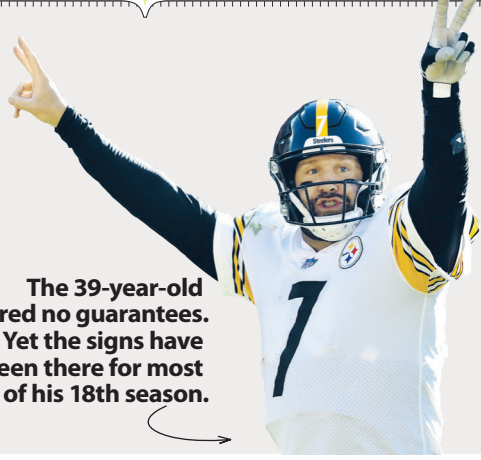 7
Steelers
The 39-year-old
red no guarantees.
Yet the signs have
een there for most
of his 18th season.
7